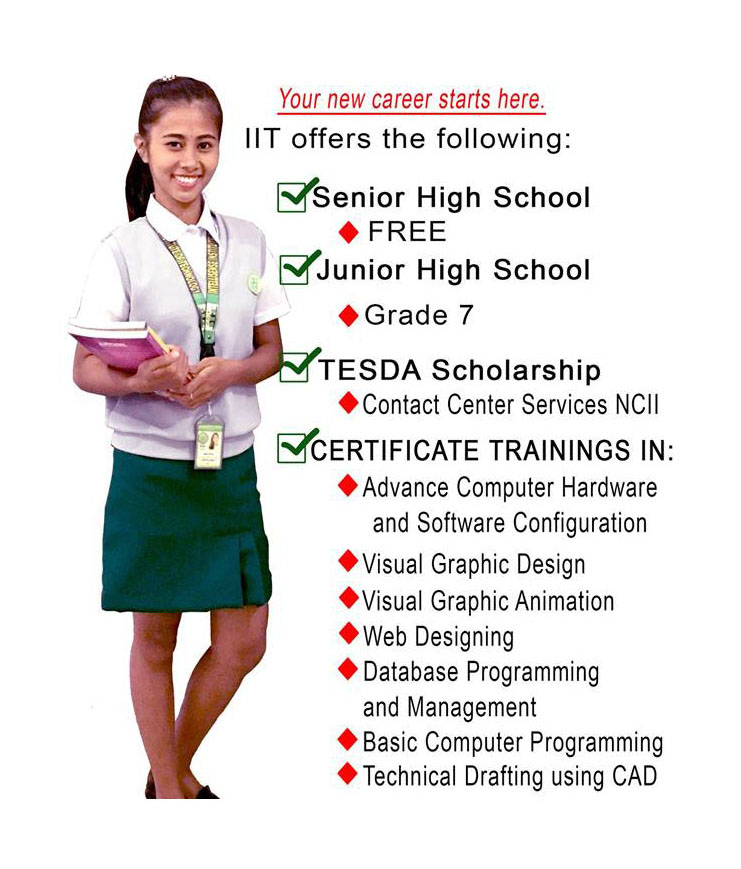 Your new career starts here.
IIT offers the following:
Senior High School
FREE
Junior High School
Grade 7
TESDA Scholarship
Contact Center Services NCII
CERTIFICATE TRAININGS IN:
Advance Computer Hardware
and Software Configuration
Visual Graphic Design
Visual Graphic Animation
Web Designing
Database Programming
and Management
Basic Computer Programming
Technical Drafting using CAD